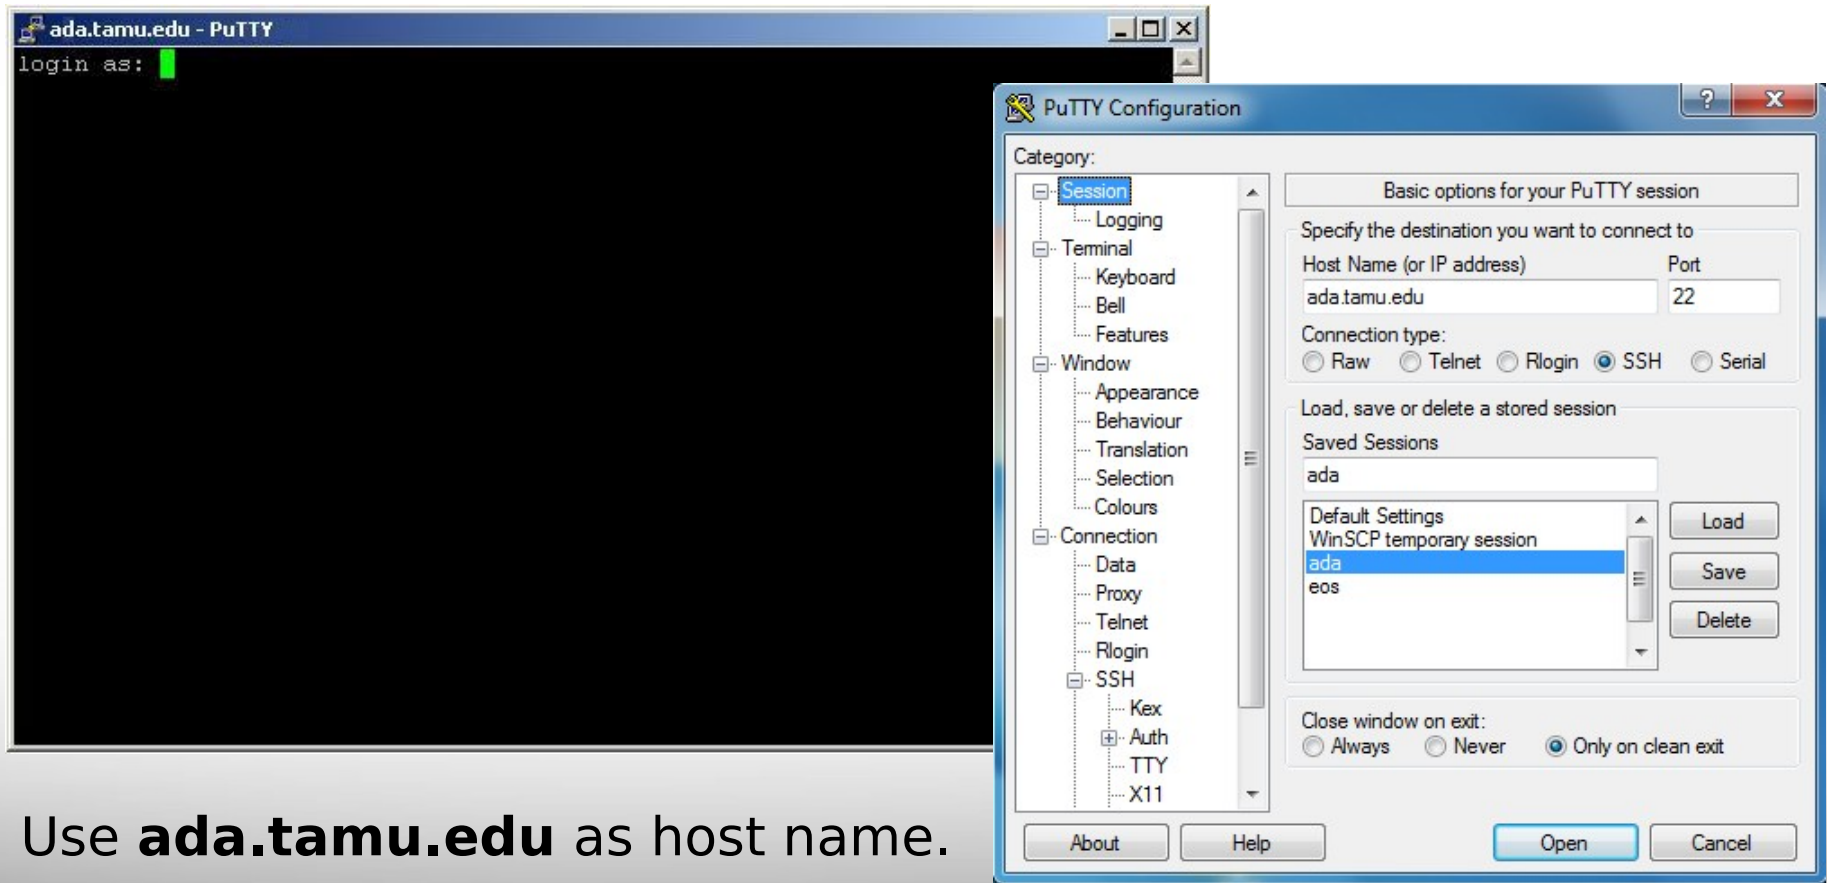 ada.tamu.edu - PuTTY
login as:
PuTTY Configuration
?
X
Category:
Session
Logging
Terminal
Keyboard
Bell
Features
Window
Appearance
Behaviour
Translation
Selection
Colours
Connection
Data
Proxy
Telnet
Rlogin
SSH
Kex
Auth
TTY
X11
Basic options for your PuTTY session
Specify the destination you want to connect to
Host Name (or IP address) Port
ada.tamu.edu 22
Connection type:
Raw Telnet Rlogin SSH Serial
Load, save or delete a stored session
Saved Sessions
ada
Default Settings
WinSCP temporary session
ada
eos
Load
Save
Delete
Close window on exit:
Always Never Only on clean exit
About Help Open Cancel
Use ada.tamu.edu as host name.